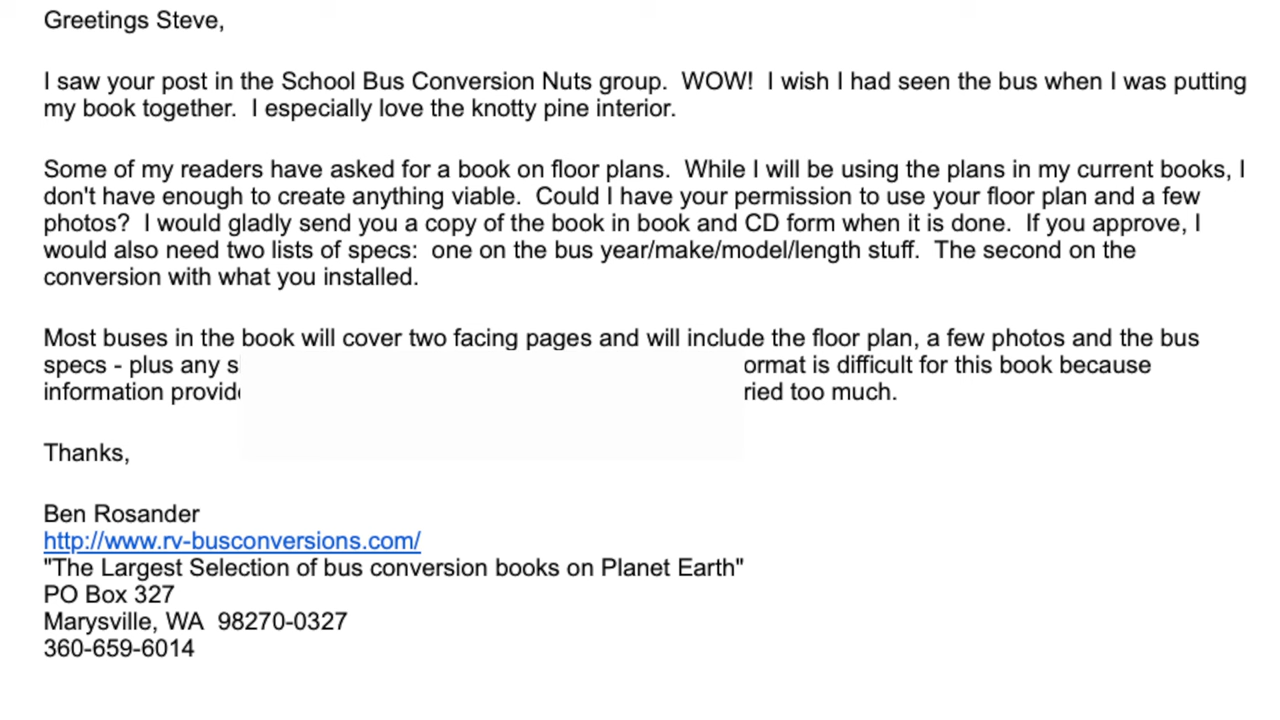 Greetings Steve,
I saw your post in the School Bus Conversion Nuts group.  WOW!  I wish I had seen the bus when I was putting
my book together.  I especially love the knotty pine interior.
Some of my readers have asked for a book on floor plans.  While I will be using the plans in my current books, I
don't have enough to create anything viable.  Could I have your permission to use your floor plan and a few
photos?  I would gladly send you a copy of the book in book and CD form when it is done.  If you approve, I
would also need two lists of specs:  one on the bus year/make/model/length stuff.  The second on the
conversion with what you installed.
Most buses in the book will cover two facing pages and will include the floor plan, a few photos and the bus
specs - plus any is difficult for this book because
information too much.
Thanks,
Ben Rosander
http://www.rv-busconversions.com/
"The Largest Selection of bus conversion books on Planet Earth"
PO Box 327
Marysville, WA  98270-0327
360-659-6014